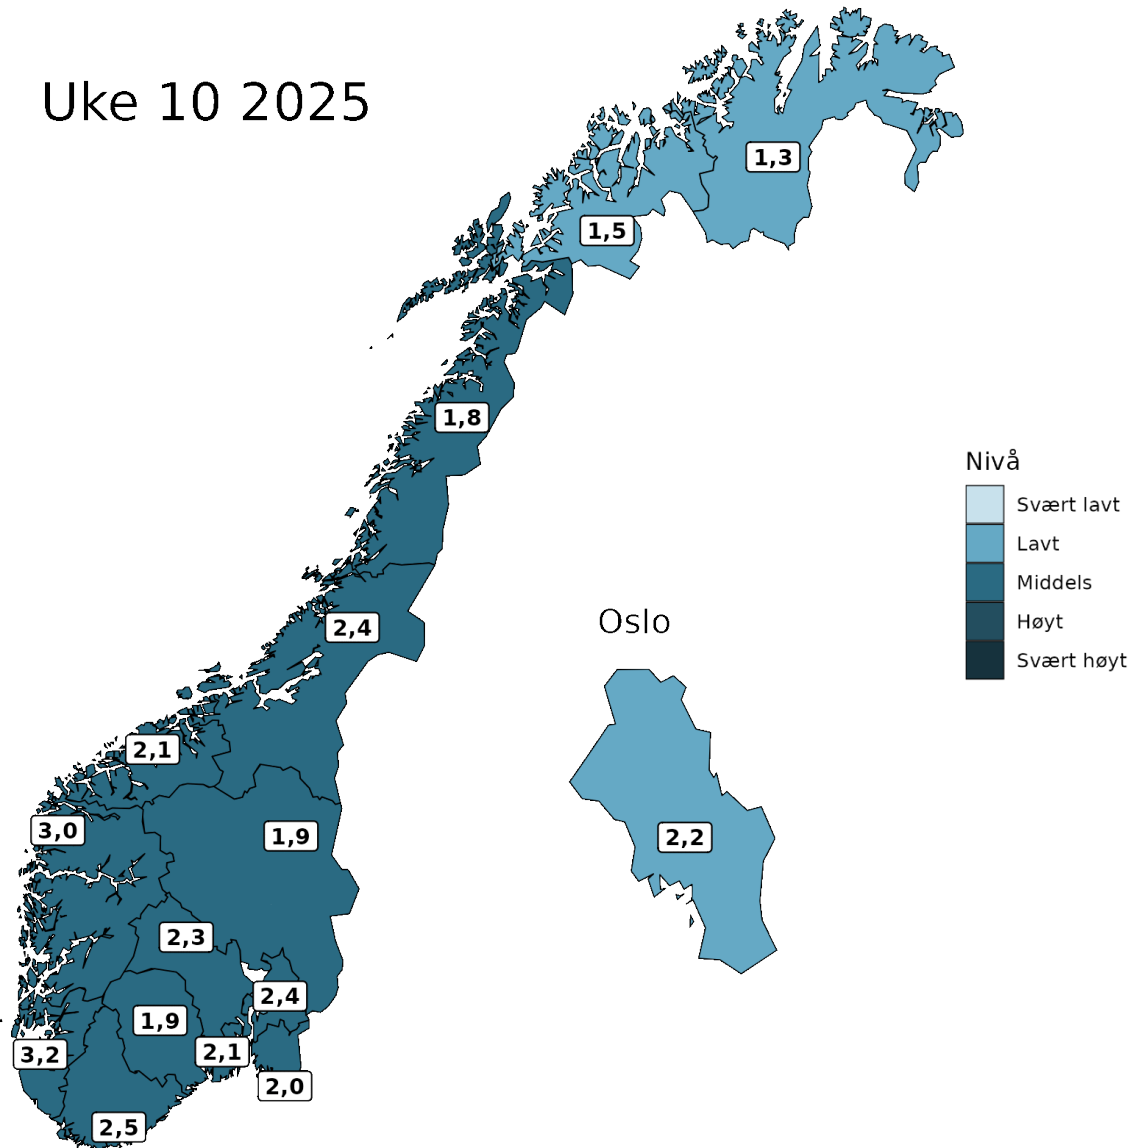 Uke 10 2025
1,3
1,5
1,8
Nivå
Svært lavt
Lavt
Middels
Høyt
Svært høyt
Oslo
2,4
2,1
3,0
1,9
2,2
2,3
2,4
1,9
2,1
3,2
2,0
2,5